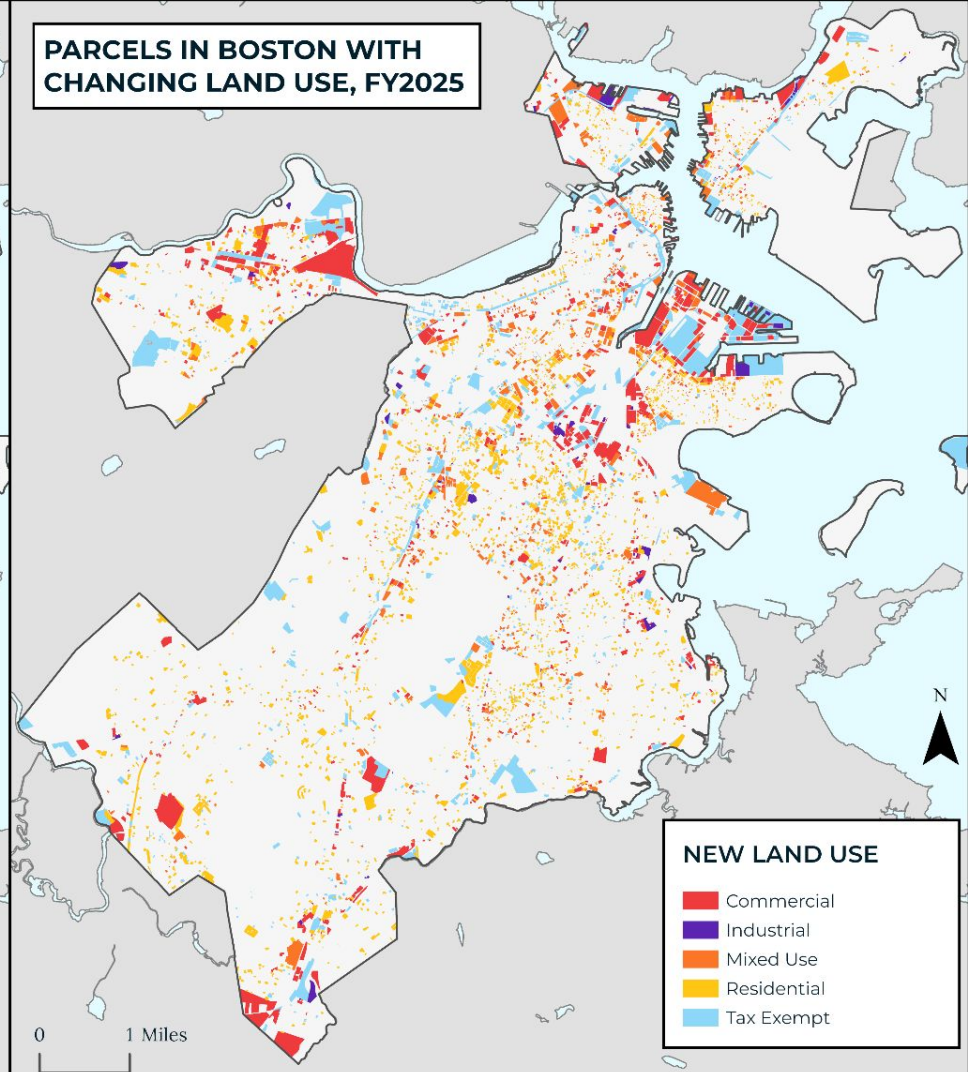 PARCELS IN BOSTON WITH
CHANGING LAND USE, FY2025
N
NEW LAND USE
Commercial
Industrial
Mixed Use
Residential
Tax Exempt
0 1 Miles